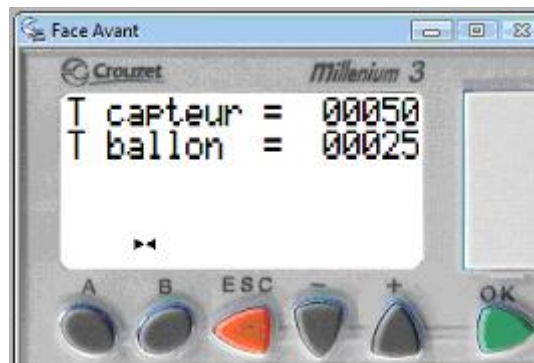 Face Avant
Crouzet millenium 3
T capteur = 00050
T ballon = 00025
A B ESC - + OK